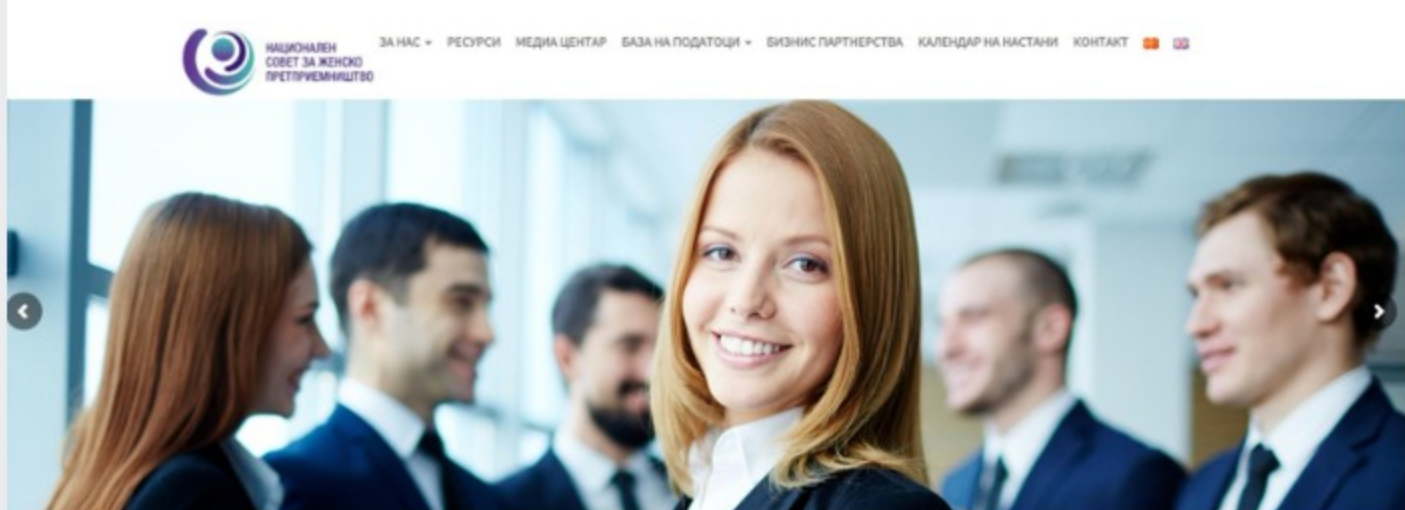 НАЦИОНАЛЕН
СОВЕТ ЗА ЖЕНСКО
ПРЕТПРИЕМНИШТВО
ЗА НАС РЕСУРСИ МЕДИА ЦЕНТАР БАЗА НА ПОДАТОЦИ БИЗНИС ПАРТНЕРСТВА КАЛЕНДАР НА НАСТАНИ КОНТАКТ